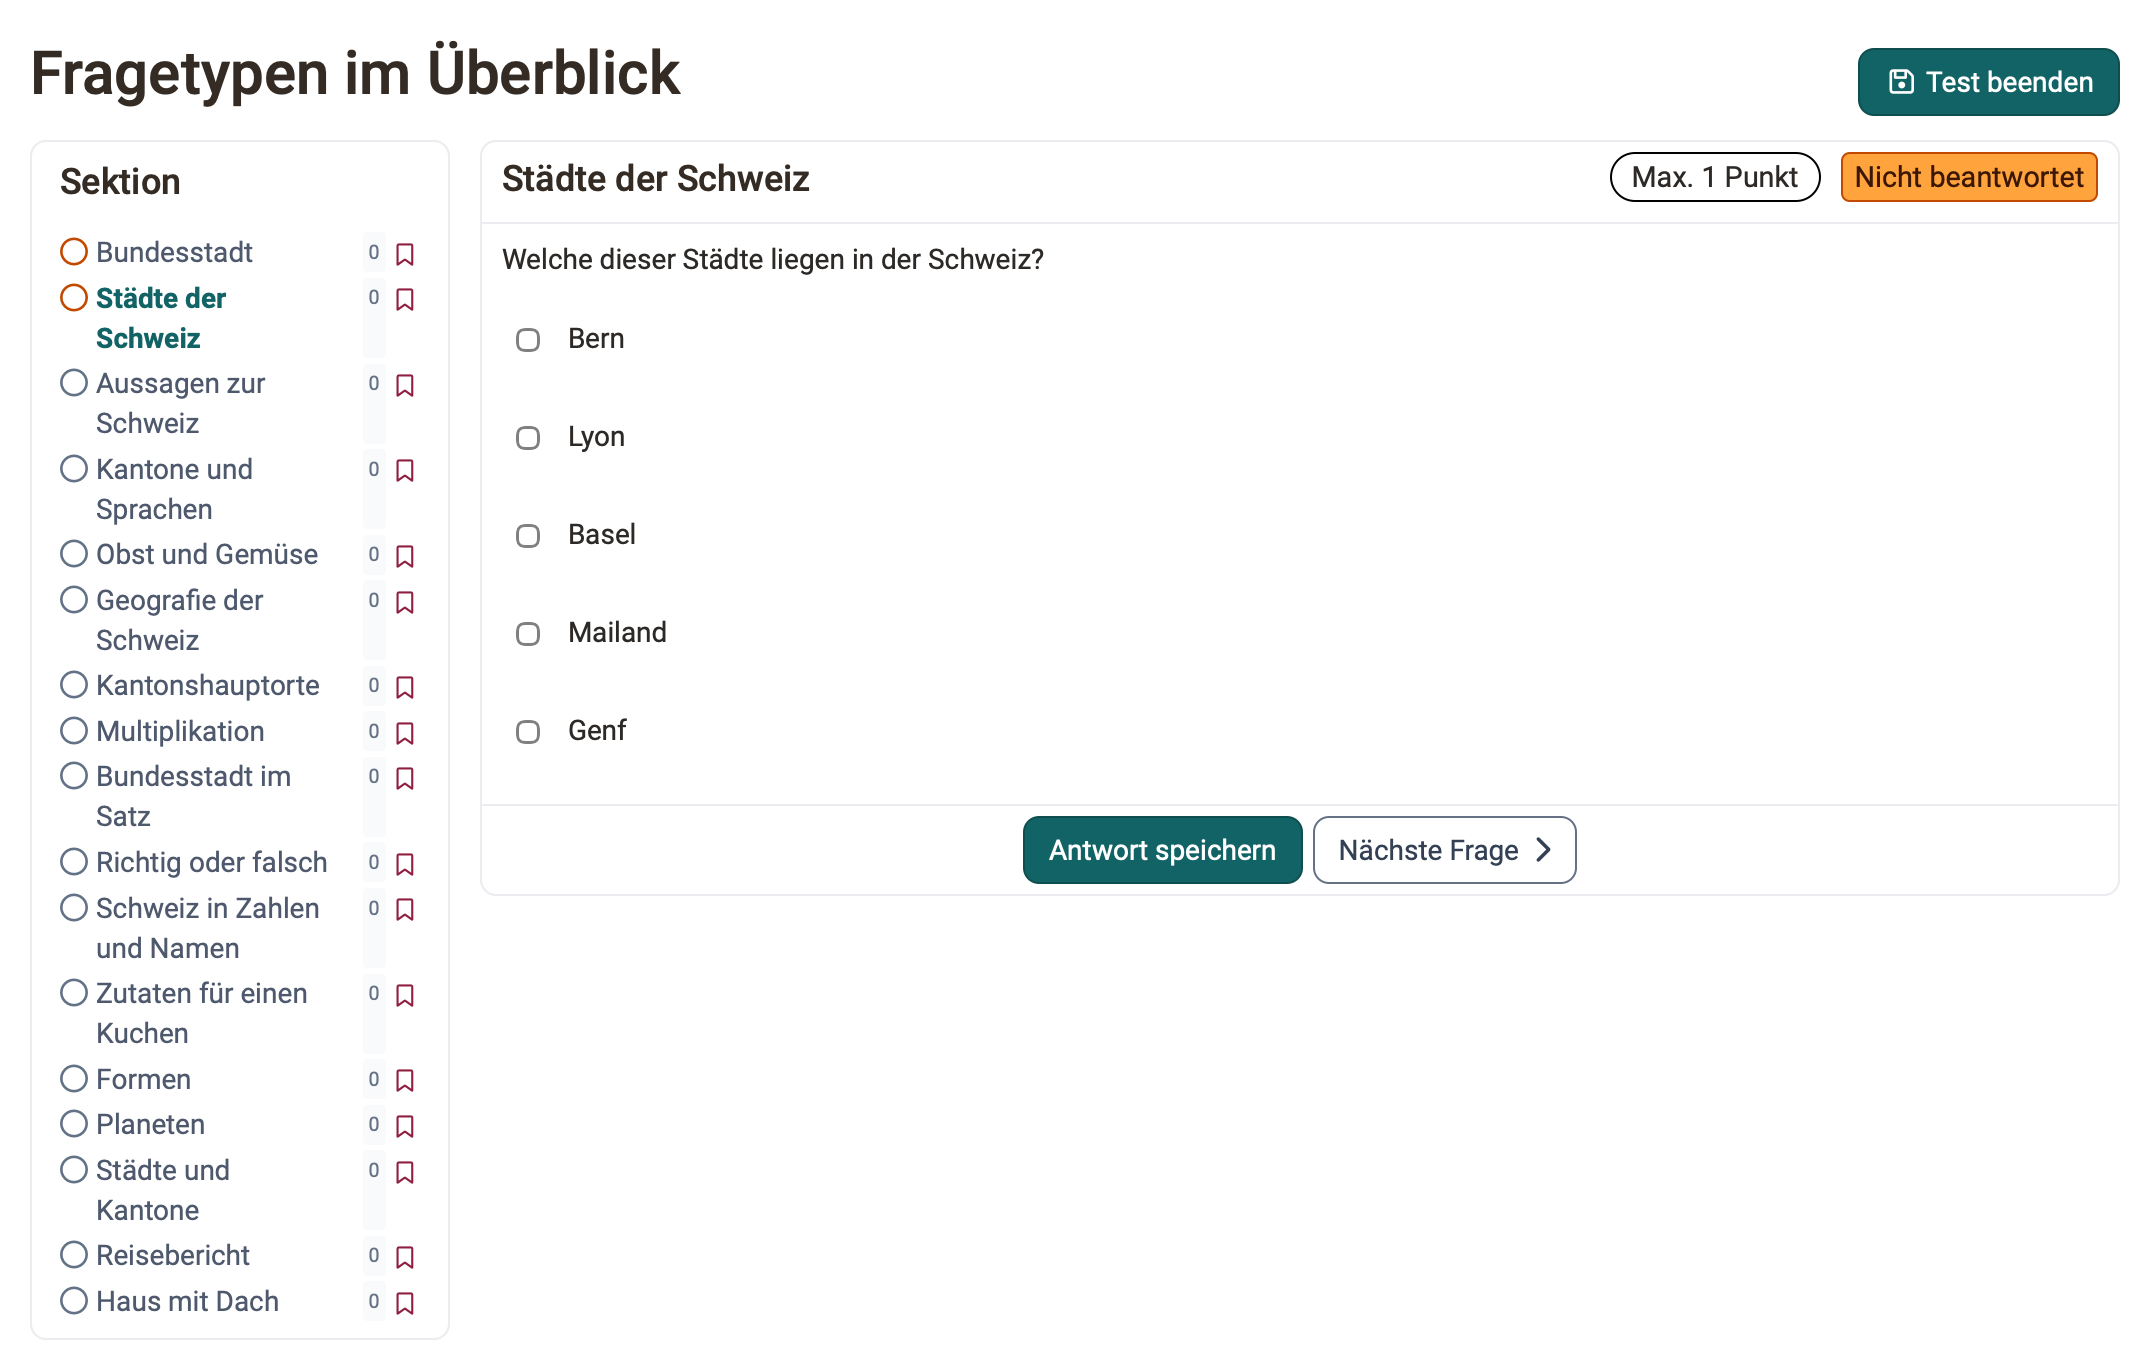 Fragetypen im Überblick
Test beenden
Sektion
Bundesstadt 0
Städte der 0
Schweiz
Aussagen zur 0
Schweiz
Kantone und 0
Sprachen
Obst und Gemüse 0
Geografie der 0
Schweiz
Kantonshauptorte 0
Multiplikation 0
Bundesstadt im 0
Satz
Richtig oder falsch 0
Schweiz in Zahlen 0
und Namen
Zutaten für einen 0
Kuchen
Formen 0
Planeten 0
Städte und 0
Kantone
Reisebericht 0
Haus mit Dach 0
Städte der Schweiz
Max. 1 Punkt
Nicht beantwortet
Welche dieser Städte liegen in der Schweiz?
Bern
Lyon
Basel
Mailand
Genf
Antwort speichern
Nächste Frage